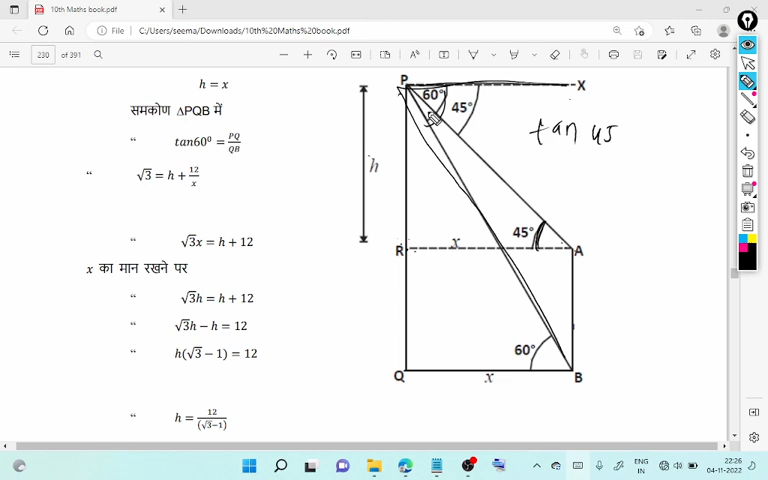 10th Maths book.pdf
File
C:/Users/seema/Downloads/10th%20Maths%20book.pdf
230 of 391
h = x
समकोण ΔPQB में
“ tan60⁰ = PQ/QB
“ √3 = h + 12/x
“ √3x = h + 12
x का मान रखने पर
“ √3h = h + 12
“ √3h − h = 12
“ h(√3 − 1) = 12
“ h = 12/(√3−1)
P
X
60°
45°
tan 45
h
45°
R
x
A
60°
Q
x
B
ENG
IN
22:26
04-11-2022